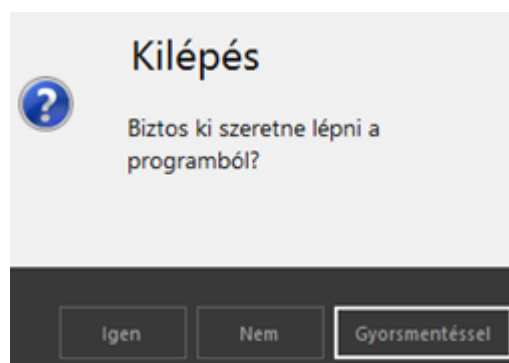 Kilépés
Biztos ki szeretne lépni a
programból?
Igen Nem Gyorsmentéssel